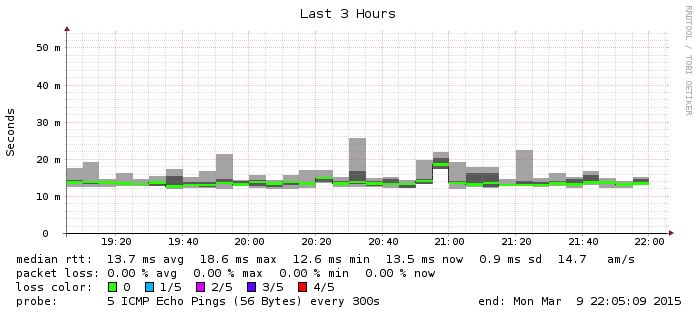 Last 3 Hours
RRDTOOL / TOBI OETIKER
Seconds
50 m
40 m
30 m
20 m
10 m
0
19:20 19:40 20:00 20:20 20:40 21:00 21:20 21:40 22:00
median rtt: 13.7 ms avg 18.6 ms max 12.6 ms min 13.5 ms now 0.9 ms sd 14.7 am/s
packet loss: 0.00 % avg 0.00 % max 0.00 % min 0.00 % now
loss color: 0 1/5 2/5 3/5 4/5
probe: 5 ICMP Echo Pings (56 Bytes) every 300s end: Mon Mar 9 22:05:09 2015